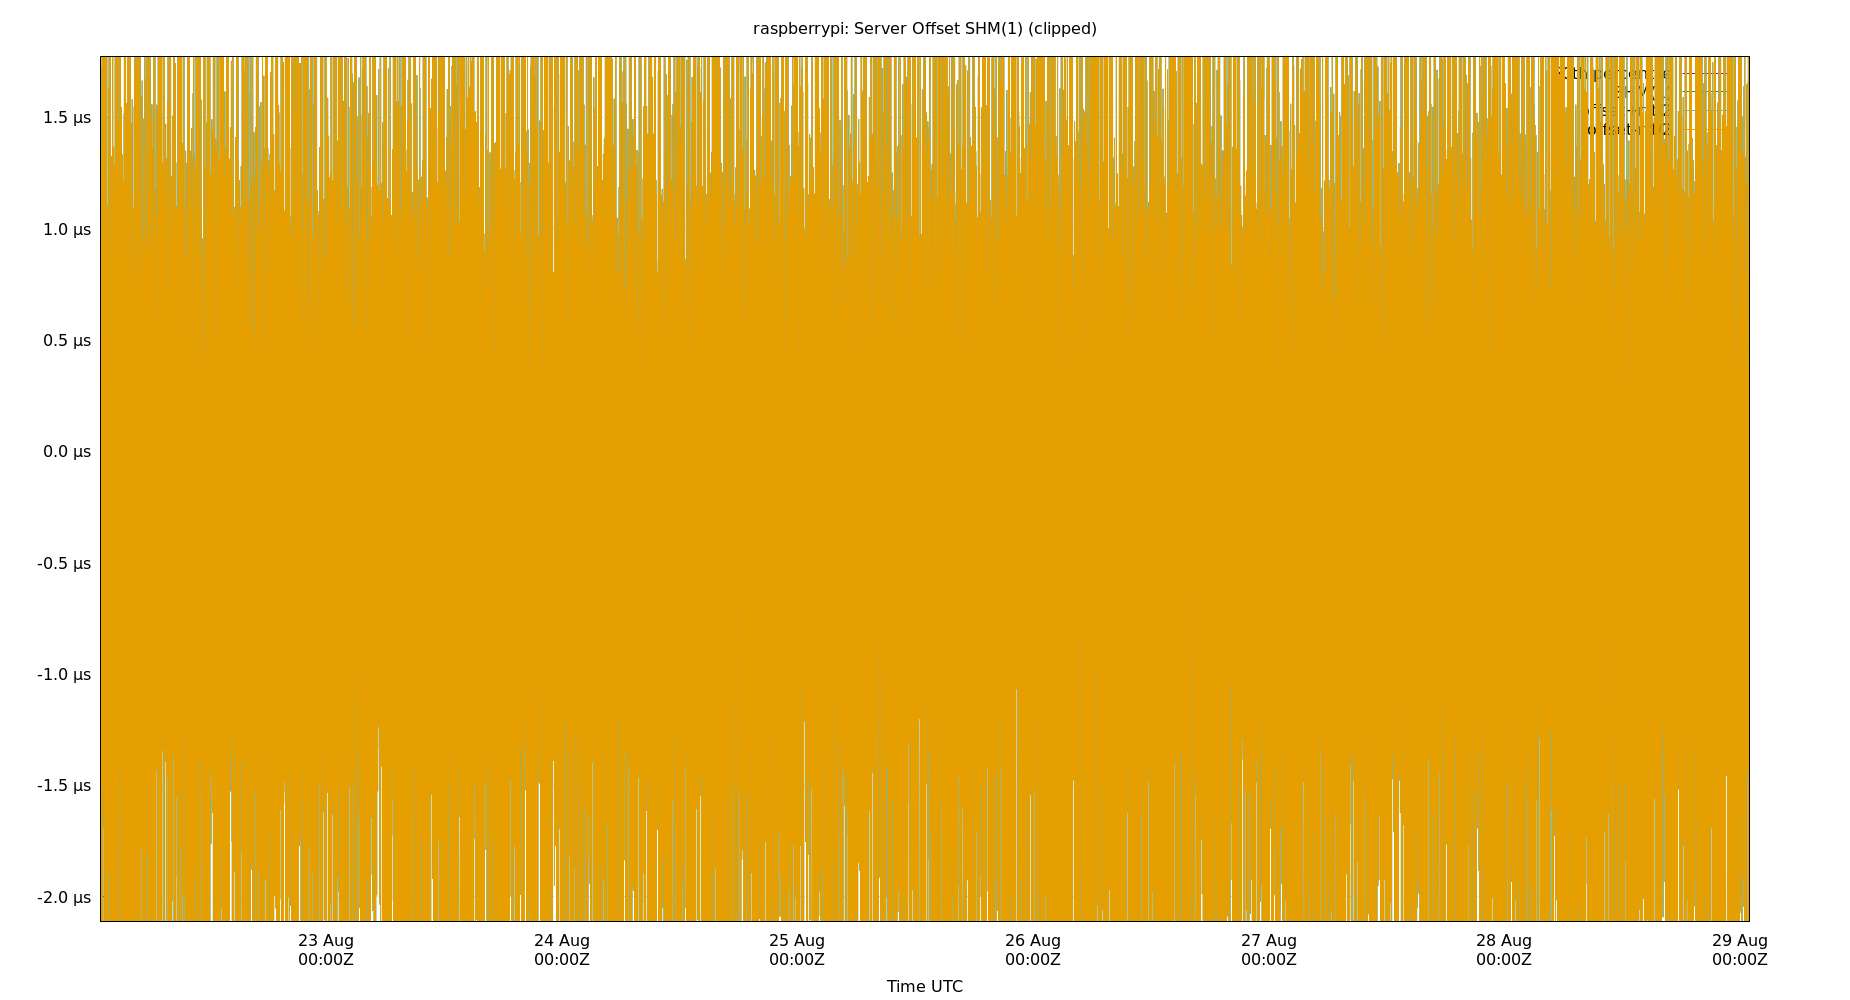 raspberrypi: Server Offset SHM(1) (clipped)
1.5 µs
1.0 µs
0.5 µs
0.0 µs
-0.5 µs
-1.0 µs
-1.5 µs
-2.0 µs
23 Aug 24 Aug 25 Aug 26 Aug 27 Aug 28 Aug 29 Aug
00:00Z 00:00Z 00:00Z 00:00Z 00:00Z 00:00Z 00:00Z
Time UTC